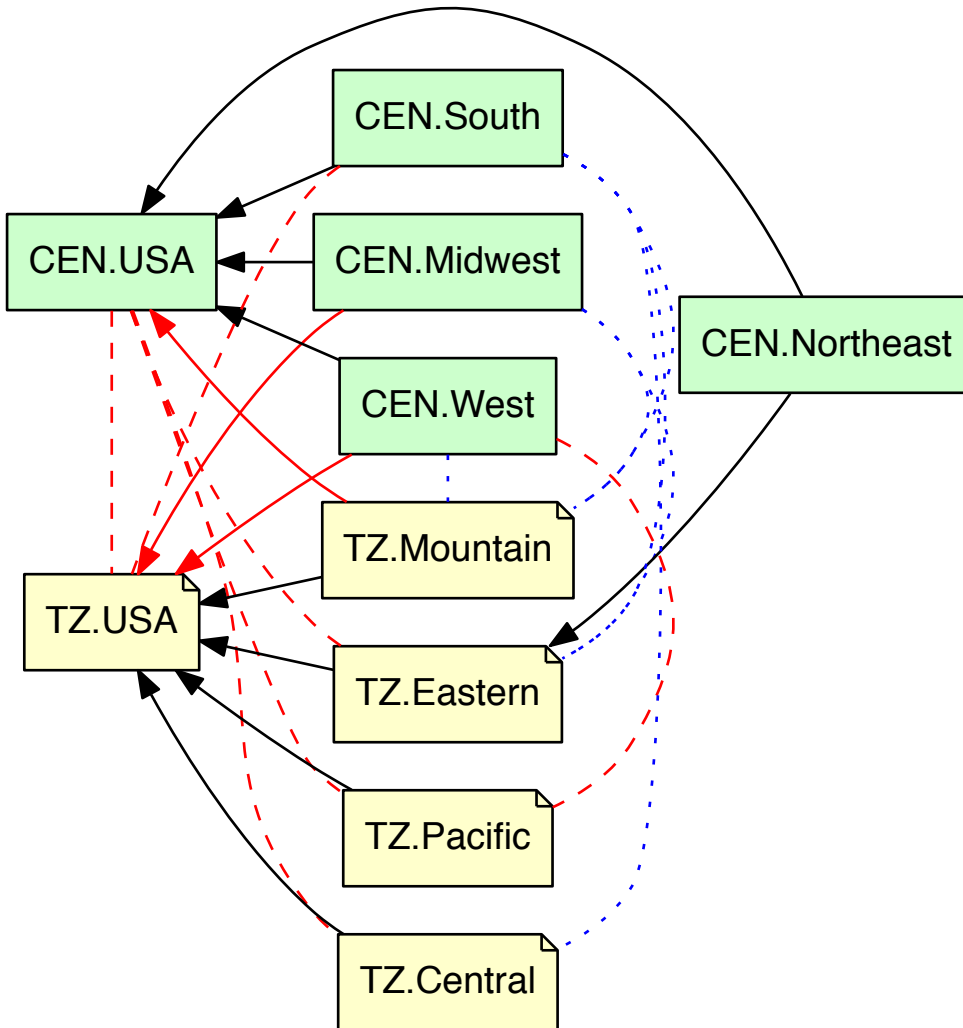 CEN.South
CEN.USA
CEN.Midwest
CEN.Northeast
CEN.West
TZ.Mountain
TZ.USA
TZ.Eastern
TZ.Pacific
TZ.Central